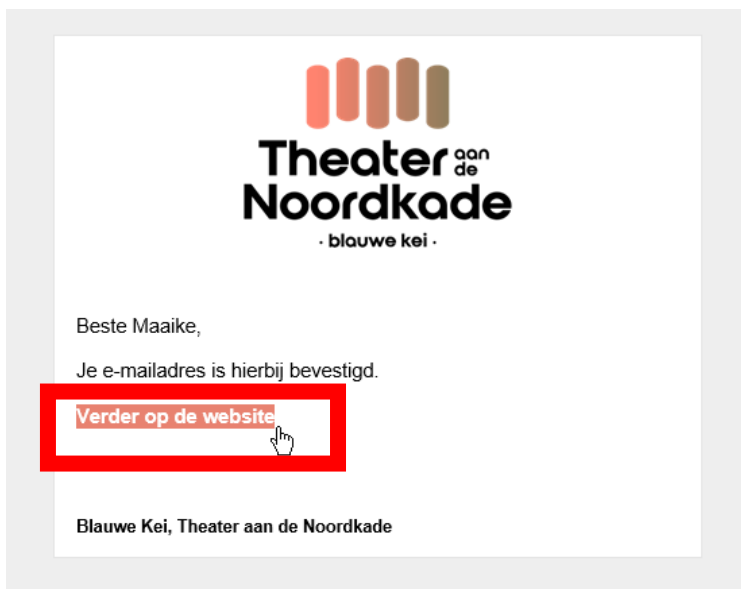 Theater aan de
Noordkade
· blauwe kei ·
Beste Maaike,
Je e-mailadres is hierbij bevestigd.
Verder op de website
Blauwe Kei, Theater aan de Noordkade